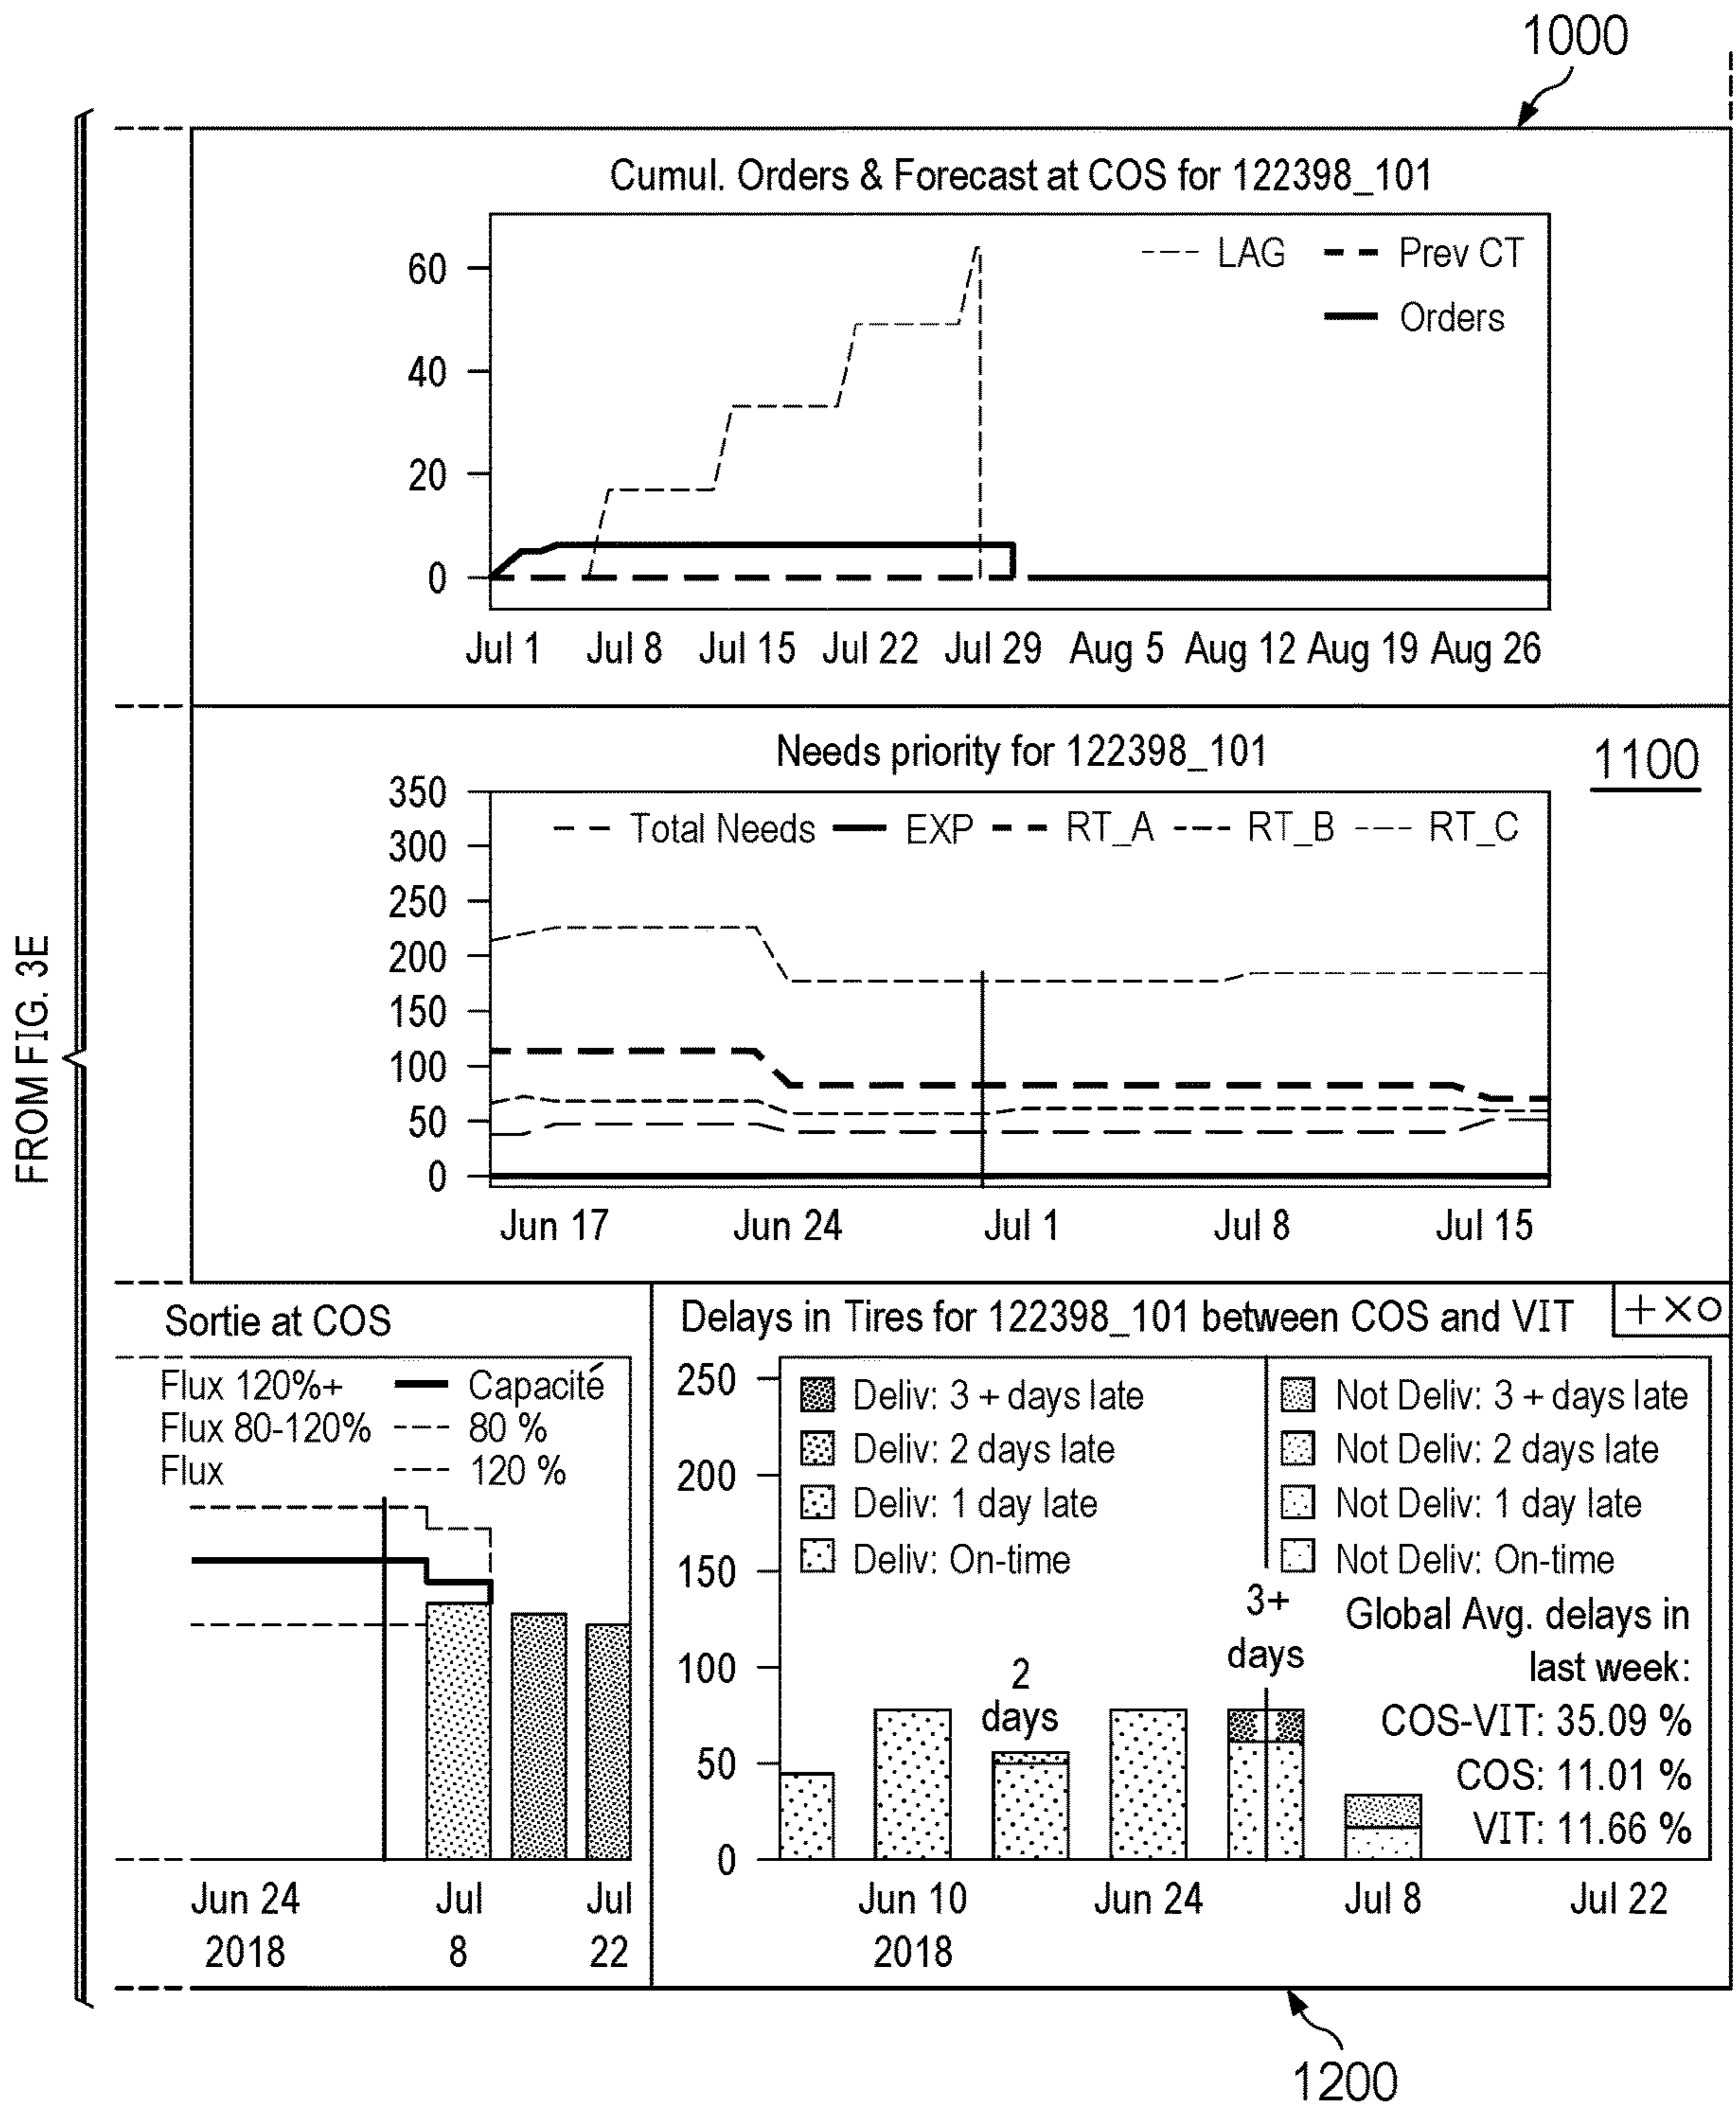 1000
FROM FIG. 3E
Cumul. Orders & Forecast at COS for 122398_101
LAG Prev CT
Orders
60
40
20
0
Jul 1 Jul 8 Jul 15 Jul 22 Jul 29 Aug 5 Aug 12 Aug 19 Aug 26
Needs priority for 122398_101
1100
Total Needs EXP RT_A RT_B RT_C
350
300
250
200
150
100
50
0
Jun 17 Jun 24 Jul 1 Jul 8 Jul 15
Sortie at COS
Flux 120%+ Capacité
Flux 80-120% 80 %
Flux 120 %
Jun 24 Jul Jul
2018 8 22
Delays in Tires for 122398_101 between COS and VIT
+×○
250
200
150
100
50
0
Deliv: 3 + days late Not Deliv: 3 + days late
Deliv: 2 days late Not Deliv: 2 days late
Deliv: 1 day late Not Deliv: 1 day late
Deliv: On-time Not Deliv: On-time
2
days
3+
days
Global Avg. delays in
last week:
COS-VIT: 35.09 %
COS: 11.01 %
VIT: 11.66 %
Jun 10 Jun 24 Jul 8 Jul 22
2018
1200